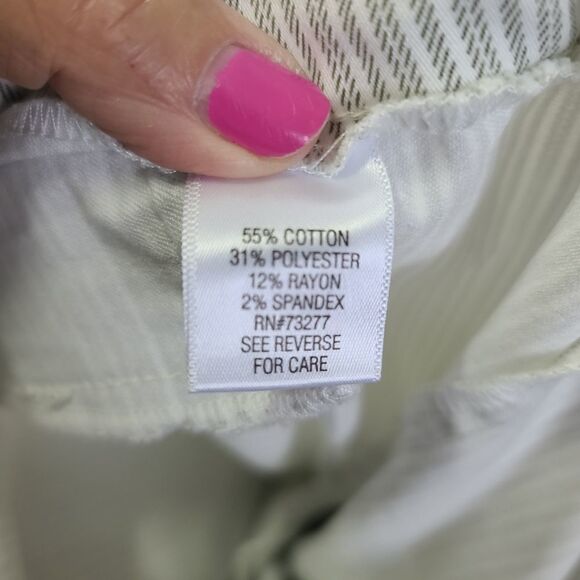 55% COTTON
31% POLYESTER
12% RAYON
2% SPANDEX
RN#73277
SEE REVERSE
FOR CARE